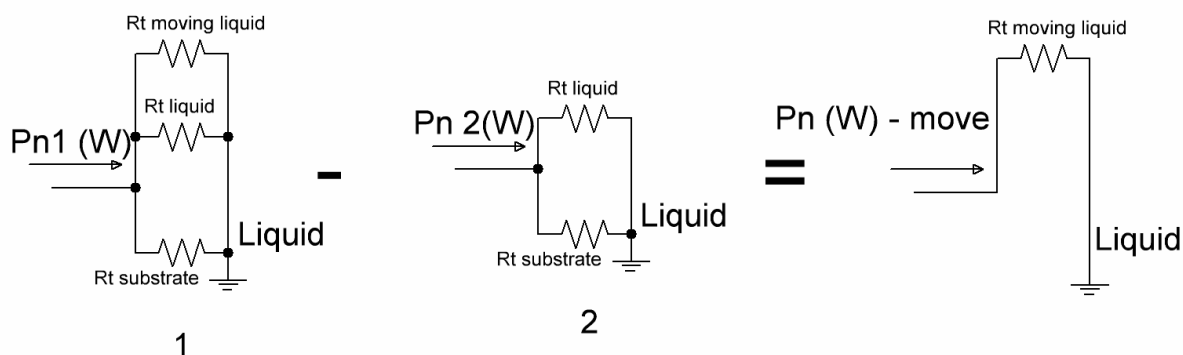 Rt moving liquid
Rt liquid
Pn1 (W)
Liquid
Rt substrate
1
-
Rt liquid
Pn 2(W)
Liquid
Rt substrate
2
=
Rt moving liquid
Pn (W) - move
Liquid